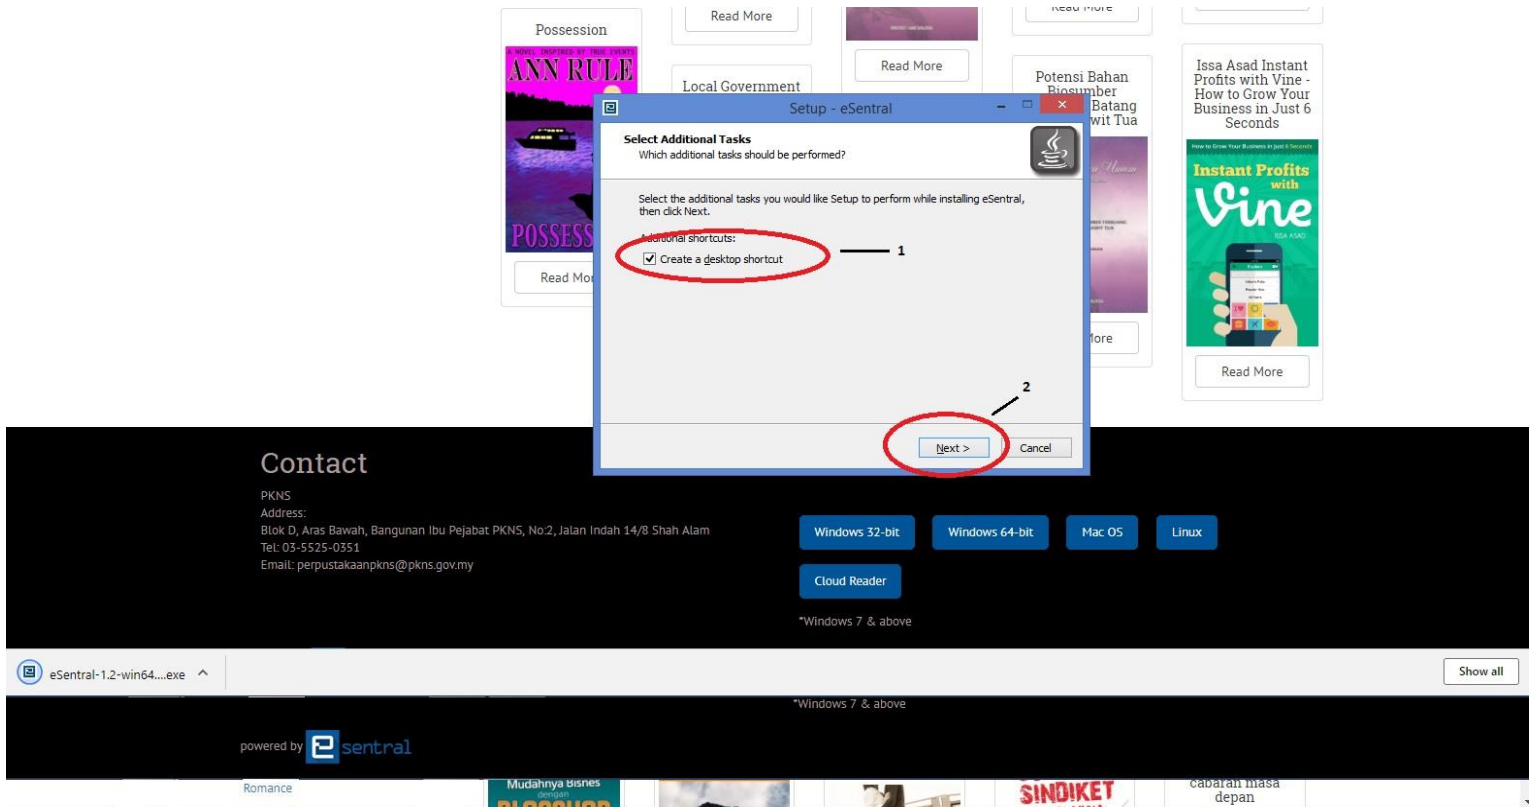 Possession
A NOVEL INSPIRED BY TRUE EVENTS
ANN RULE
POSSESS
Read Mo
Read More
Local Government
Read More
Read More
Potensi Bahan
Biosumber
Batang
wit Tua
More
Issa Asad Instant
Profits with Vine -
How to Grow Your
Business in Just 6
Seconds
How to Grow Your Business in Just 6 Seconds
Instant Profits
with
Vine
ISSA ASAD
Read More
Setup - eSentral
Select Additional Tasks
Which additional tasks should be performed?
Select the additional tasks you would like Setup to perform while installing eSentral,
then click Next.
Additional shortcuts:
Create a desktop shortcut
1
2
Next >
Cancel
Contact
PKNS
Address:
Blok D, Aras Bawah, Bangunan Ibu Pejabat PKNS, No:2, Jalan Indah 14/8 Shah Alam
Tel: 03-5525-0351
Email: perpustakaanpkns@pkns.gov.my
Windows 32-bit
Windows 64-bit
Mac OS
Linux
Cloud Reader
*Windows 7 & above
eSentral-1.2-win64....exe
Show all
*Windows 7 & above
powered by
sentral
Romance
Mudahnya Bisnes
dengan
SINDIKET
cabaran masa
depan